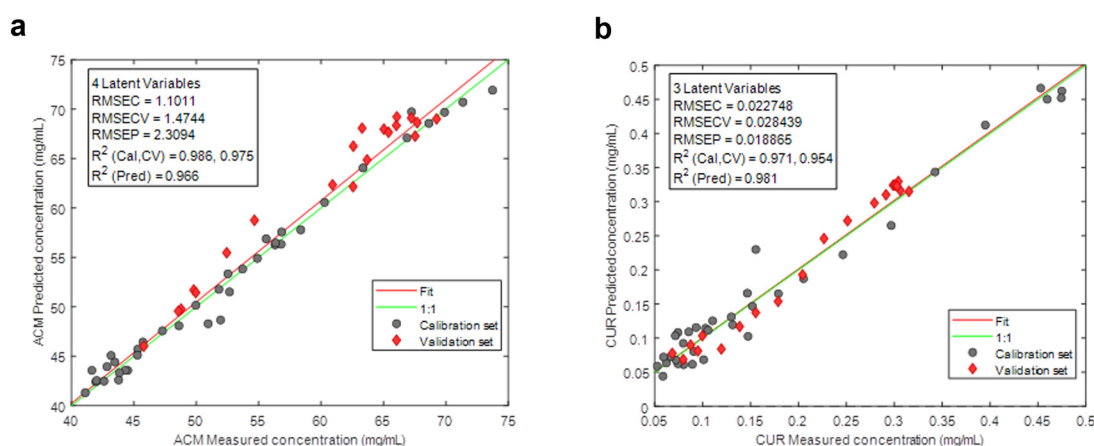 a
75
70
65
60
55
50
45
40
40
45
50
55
60
65
70
75
ACM Predicted concentration (mg/mL)
ACM Measured concentration (mg/mL)
4 Latent Variables
RMSEC = 1.1011
RMSECV = 1.4744
RMSEP = 2.3094
R² (Cal,CV) = 0.986, 0.975
R² (Pred) = 0.966
Fit
1:1
Calibration set
Validation set
b
0.5
0.45
0.4
0.35
0.3
0.25
0.2
0.15
0.1
0.05
0
0.05
0.1
0.15
0.2
0.25
0.3
0.35
0.4
0.45
0.5
CUR Predicted concentration (mg/mL)
CUR Measured concentration (mg/mL)
3 Latent Variables
RMSEC = 0.022748
RMSECV = 0.028439
RMSEP = 0.018865
R² (Cal,CV) = 0.971, 0.954
R² (Pred) = 0.981
Fit
1:1
Calibration set
Validation set